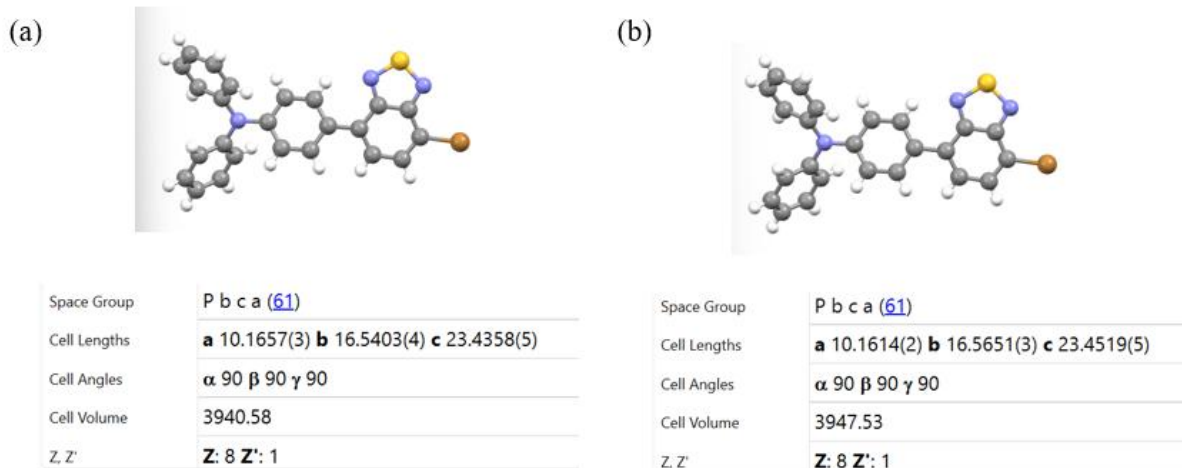 (a)
Space Group P b c a (61)
Cell Lengths a 10.1657(3) b 16.5403(4) c 23.4358(5)
Cell Angles α 90 β 90 γ 90
Cell Volume 3940.58
Z, Z' Z: 8 Z': 1
(b)
Space Group P b c a (61)
Cell Lengths a 10.1614(2) b 16.5651(3) c 23.4519(5)
Cell Angles α 90 β 90 γ 90
Cell Volume 3947.53
Z, Z' Z: 8 Z': 1